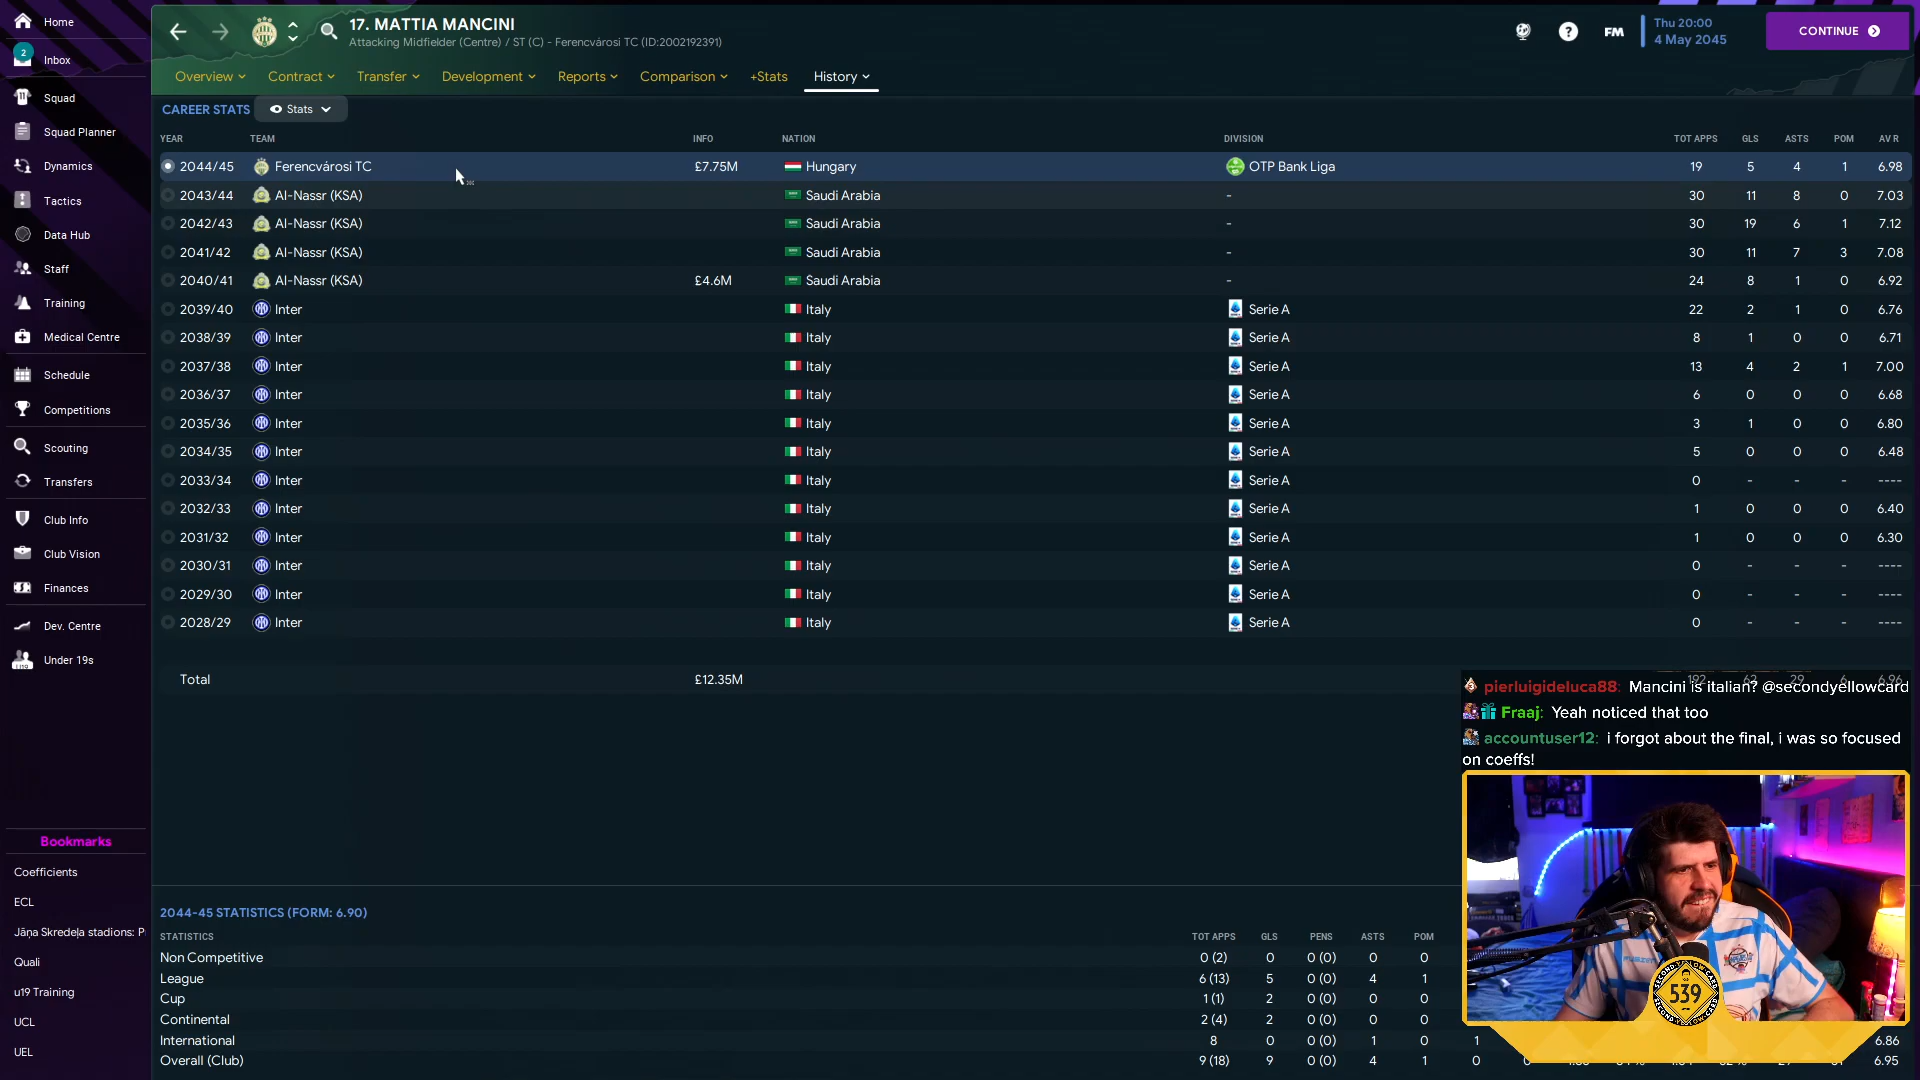 Home
2
Inbox
Squad
Squad Planner
Dynamics
Tactics
Data Hub
Staff
Training
Medical Centre
Schedule
Competitions
Scouting
Transfers
Club Info
Club Vision
Finances
Dev. Centre
Under 19s
Bookmarks
Coefficients
ECL
Jāņa Skredeļa stadions: P
Quali
u19 Training
UCL
UEL
17. MATTIA MANCINI
Attacking Midfielder (Centre) / ST (C) - Ferencvárosi TC (ID:2002192391)
FM
Thu 20:00
4 May 2045
CONTINUE
Overview Contract Transfer Development Reports Comparison +Stats History
CAREER STATS Stats
YEAR TEAM INFO NATION DIVISION TOT APPS GLS ASTS POM AV R
2044/45 Ferencvárosi TC £7.75M Hungary OTP Bank Liga 19 5 4 1 6.98
2043/44 Al-Nassr (KSA) Saudi Arabia - 30 11 8 0 7.03
2042/43 Al-Nassr (KSA) Saudi Arabia - 30 19 6 1 7.12
2041/42 Al-Nassr (KSA) Saudi Arabia - 30 11 7 3 7.08
2040/41 Al-Nassr (KSA) £4.6M Saudi Arabia - 24 8 1 0 6.92
2039/40 Inter Italy Serie A 22 2 1 0 6.76
2038/39 Inter Italy Serie A 8 1 0 0 6.71
2037/38 Inter Italy Serie A 13 4 2 1 7.00
2036/37 Inter Italy Serie A 6 0 0 0 6.68
2035/36 Inter Italy Serie A 3 1 0 0 6.80
2034/35 Inter Italy Serie A 5 0 0 0 6.48
2033/34 Inter Italy Serie A 0 - - - ----
2032/33 Inter Italy Serie A 1 0 0 0 6.40
2031/32 Inter Italy Serie A 1 0 0 0 6.30
2030/31 Inter Italy Serie A 0 - - - ----
2029/30 Inter Italy Serie A 0 - - - ----
2028/29 Inter Italy Serie A 0 - - - ----
Total £12.35M 192 62 29 6 6.96
pierluigideluca88: Mancini is italian? @secondyellowcard
Fraaj: Yeah noticed that too
accountuser12: i forgot about the final, i was so focused
on coeffs!
2044-45 STATISTICS (FORM: 6.90)
STATISTICS TOT APPS GLS PENS ASTS POM
Non Competitive 0 (2) 0 0 (0) 0 0
League 6 (13) 5 0 (0) 4 1
Cup 1 (1) 2 0 (0) 0 0
Continental 2 (4) 2 0 (0) 0 0
International 8 0 0 (0) 1 0 1 6.86
Overall (Club) 9 (18) 9 0 (0) 4 1 0 6.95
SECOND YELLOW CARD
539